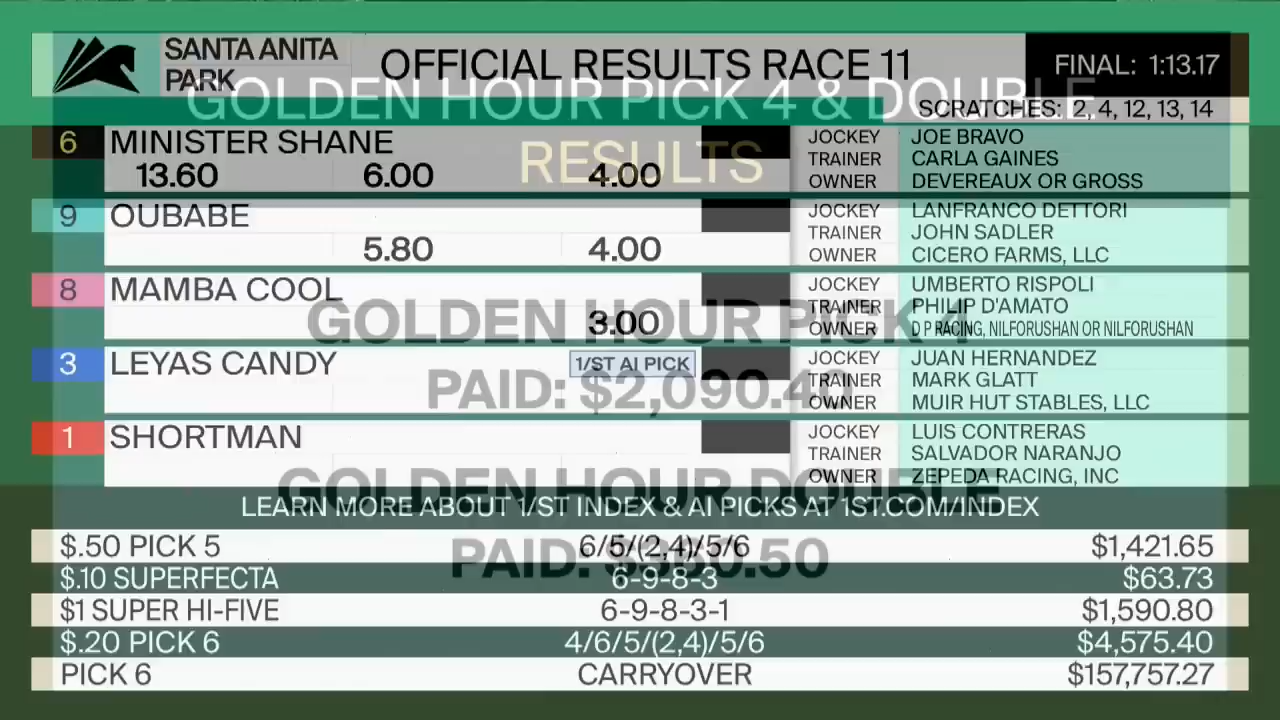 SANTA ANITA
PARK
OFFICIAL RESULTS RACE 11
FINAL: 1:13.17
GOLDEN HOUR PICK 4 & DOUBLE
SCRATCHES: 2, 4, 12, 13, 14
RESULTS
6 MINISTER SHANE
13.60 6.00 4.00
JOCKEY JOE BRAVO
TRAINER CARLA GAINES
OWNER DEVEREAUX OR GROSS
9 OUBABE
5.80 4.00
JOCKEY LANFRANCO DETTORI
TRAINER JOHN SADLER
OWNER CICERO FARMS, LLC
8 MAMBA COOL
3.00
JOCKEY UMBERTO RISPOLI
TRAINER PHILIP D'AMATO
OWNER D P RACING, NILFORUSHAN OR NILFORUSHAN
GOLDEN HOUR PICK 4
PAID: $2,090.40
3 LEYAS CANDY
1/ST AI PICK
JOCKEY JUAN HERNANDEZ
TRAINER MARK GLATT
OWNER MUIR HUT STABLES, LLC
1 SHORTMAN
JOCKEY LUIS CONTRERAS
TRAINER SALVADOR NARANJO
OWNER ZEPEDA RACING, INC
GOLDEN HOUR DOUBLE
LEARN MORE ABOUT 1/ST INDEX & AI PICKS AT 1ST.COM/INDEX
$.50 PICK 5 6/5/(2,4)/5/6 $1,421.65
PAID:
$.10 SUPERFECTA 6-9-8-3 $63.73
$1 SUPER HI-FIVE 6-9-8-3-1 $1,590.80
$.20 PICK 6 4/6/5/(2,4)/5/6 $4,575.40
PICK 6 CARRYOVER $157,757.27